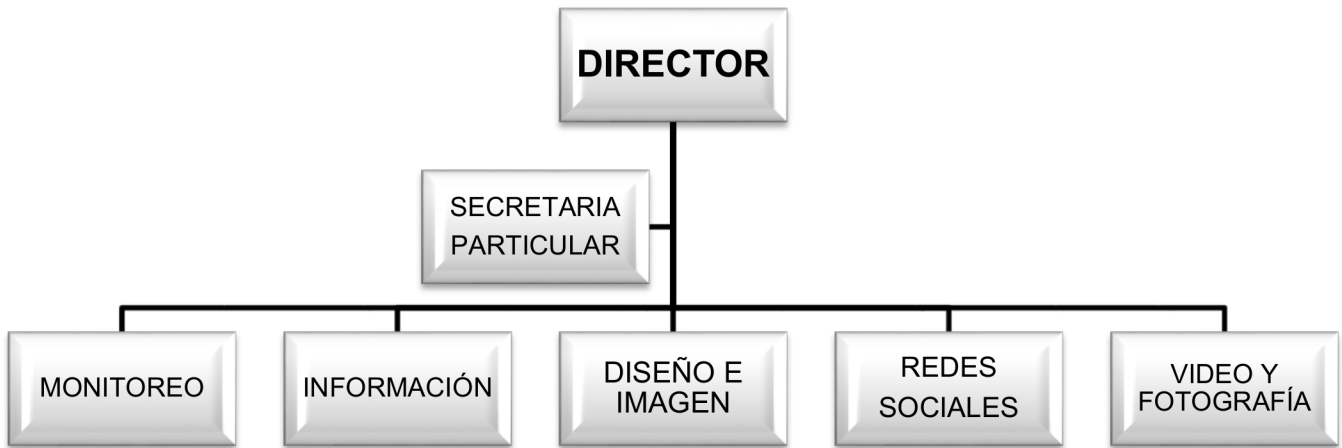 DIRECTOR
SECRETARIA
PARTICULAR
MONITOREO
INFORMACIÓN
DISEÑO E
IMAGEN
REDES
SOCIALES
VIDEO Y
FOTOGRAFÍA